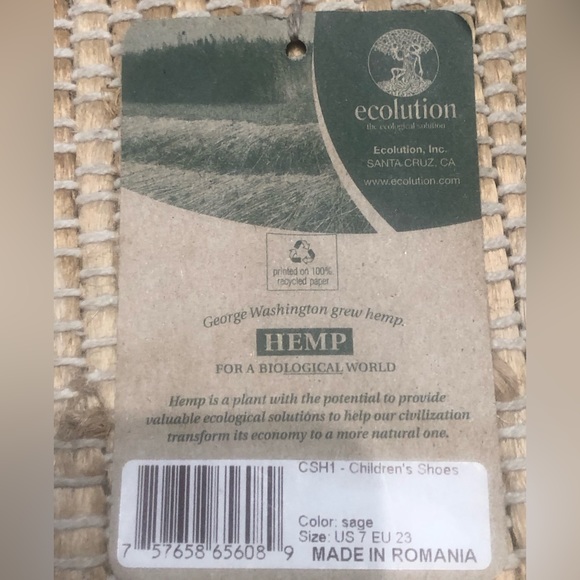 ecolution
the ecological solution
Ecolution, Inc.
SANTA CRUZ, CA
www.ecolution.com
printed on 100%
recycled paper
George Washington grew hemp.
HEMP
FOR A BIOLOGICAL WORLD
Hemp is a plant with the potential to provide
valuable ecological solutions to help our civilization
transform its economy to a more natural one.
CSH1 - Children's Shoes
Color: sage
Size: US 7 EU 23
7 57658 65608 9
MADE IN ROMANIA